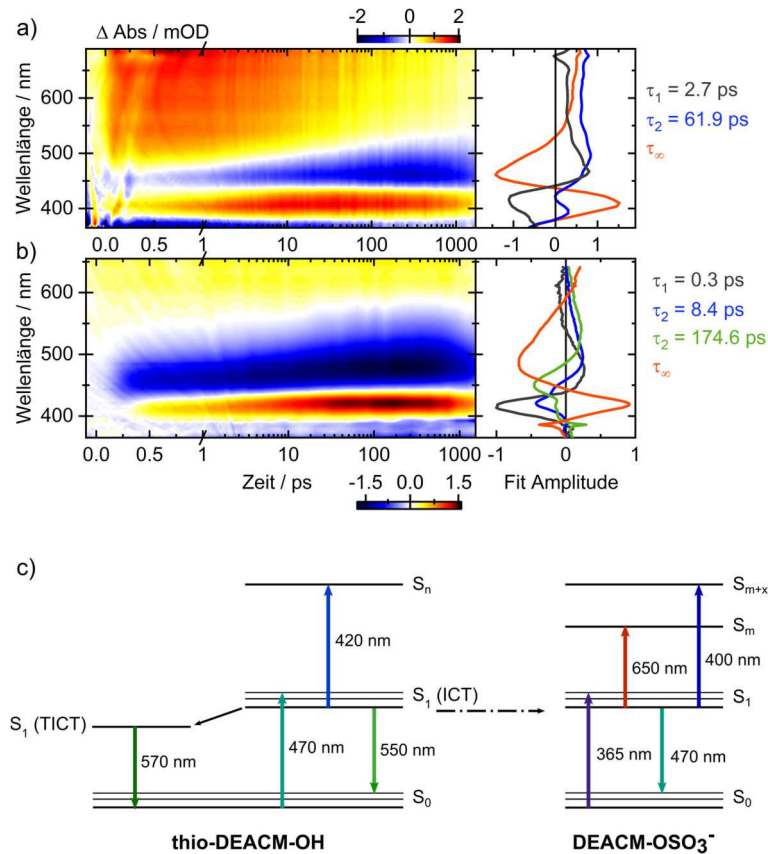 a)
Δ Abs / mOD
-2 0 2
Wellenlänge / nm
600
500
400
0.0 0.5 1 10 100 1000
-1 0 1
τ1 = 2.7 ps
τ2 = 61.9 ps
τ∞
b)
Wellenlänge / nm
600
500
400
0.0 0.5 1 10 100 1000
Zeit / ps
-1 0 1
Fit Amplitude
τ1 = 0.3 ps
τ2 = 8.4 ps
τ2 = 174.6 ps
τ∞
-1.5 0.0 1.5
c)
Sn
420 nm
S1 (ICT)
S1 (TICT)
570 nm
470 nm
550 nm
S0
thio-DEACM-OH
Sm+x
Sm
650 nm
400 nm
S1
365 nm
470 nm
S0
DEACM-OSO3-